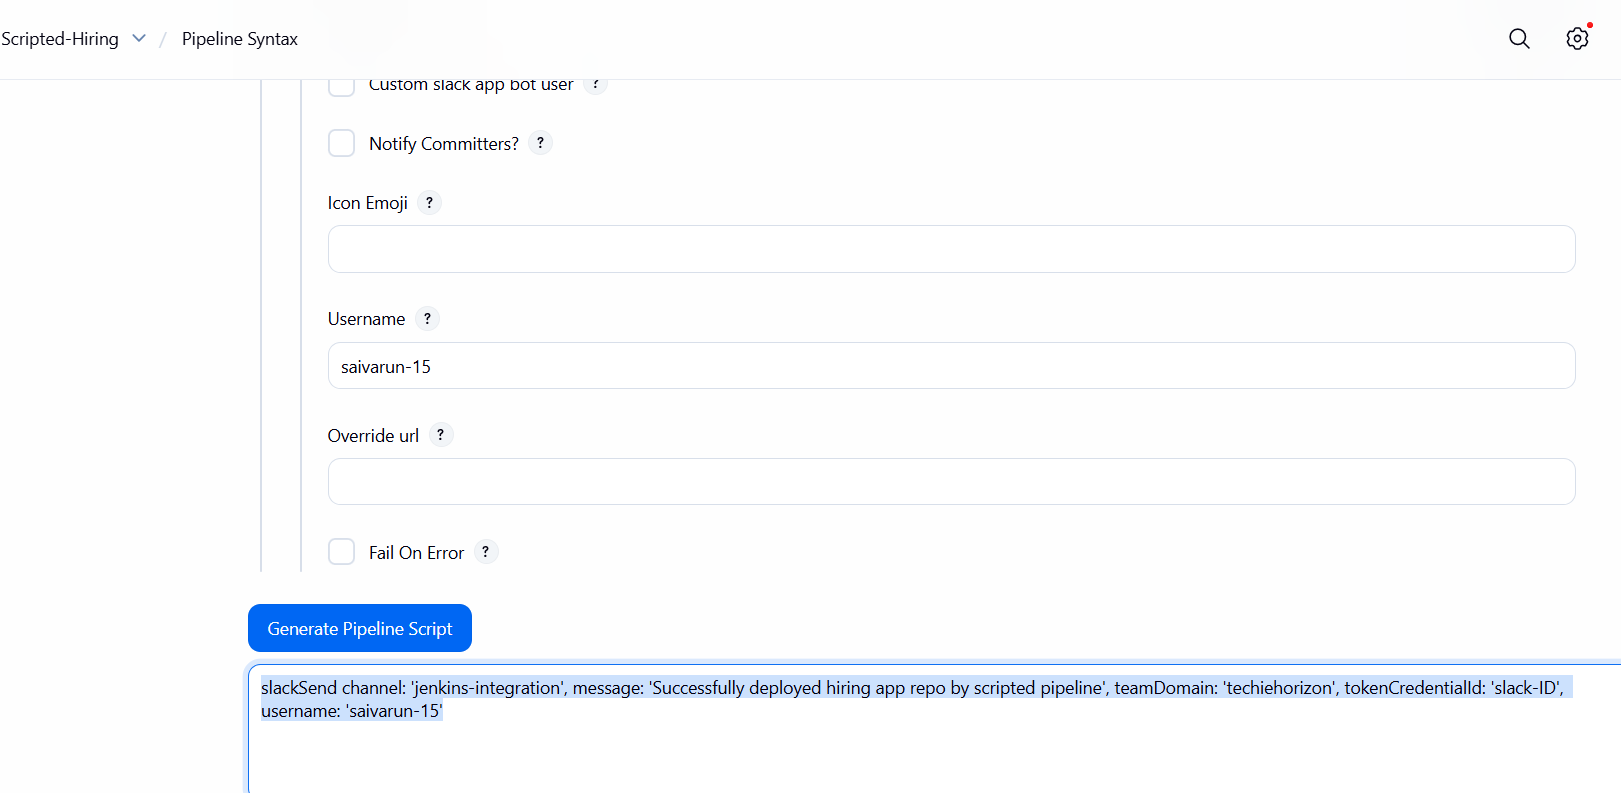 Scripted-Hiring / Pipeline Syntax
Custom slack app bot user ?
Notify Committers? ?
Icon Emoji ?
Username ?
saivarun-15
Override url ?
Fail On Error ?
Generate Pipeline Script
slackSend channel: 'jenkins-integration', message: 'Successfully deployed hiring app repo by scripted pipeline', teamDomain: 'techiehorizon', tokenCredentialId: 'slack-ID',
username: 'saivarun-15'